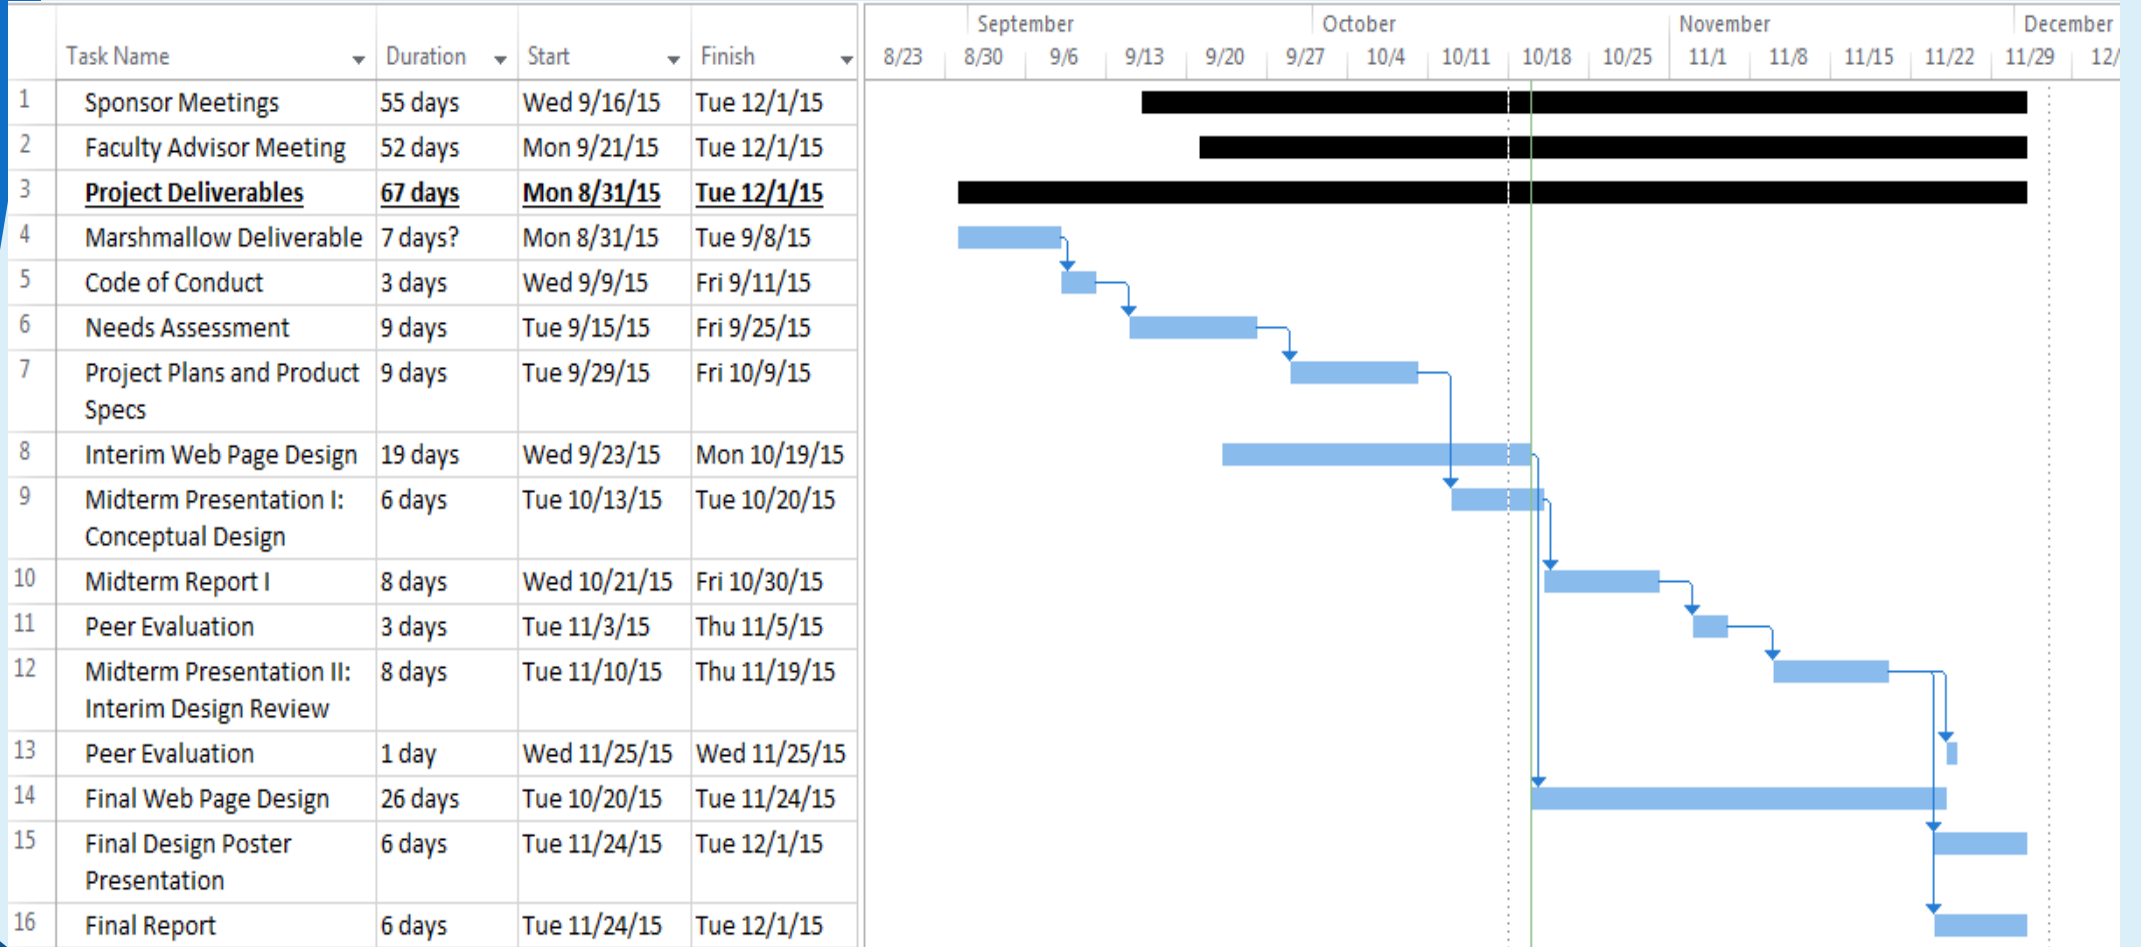 September October November December
Task Name Duration Start Finish 8/23 8/30 9/6 9/13 9/20 9/27 10/4 10/11 10/18 10/25 11/1 11/8 11/15 11/22 11/29 12/
1 Sponsor Meetings 55 days Wed 9/16/15 Tue 12/1/15
2 Faculty Advisor Meeting 52 days Mon 9/21/15 Tue 12/1/15
3 Project Deliverables 67 days Mon 8/31/15 Tue 12/1/15
4 Marshmallow Deliverable 7 days? Mon 8/31/15 Tue 9/8/15
5 Code of Conduct 3 days Wed 9/9/15 Fri 9/11/15
6 Needs Assessment 9 days Tue 9/15/15 Fri 9/25/15
7 Project Plans and Product 9 days Tue 9/29/15 Fri 10/9/15
Specs
8 Interim Web Page Design 19 days Wed 9/23/15 Mon 10/19/15
9 Midterm Presentation I: 6 days Tue 10/13/15 Tue 10/20/15
Conceptual Design
10 Midterm Report I 8 days Wed 10/21/15 Fri 10/30/15
11 Peer Evaluation 3 days Tue 11/3/15 Thu 11/5/15
12 Midterm Presentation II: 8 days Tue 11/10/15 Thu 11/19/15
Interim Design Review
13 Peer Evaluation 1 day Wed 11/25/15 Wed 11/25/15
14 Final Web Page Design 26 days Tue 10/20/15 Tue 11/24/15
15 Final Design Poster 6 days Tue 11/24/15 Tue 12/1/15
Presentation
16 Final Report 6 days Tue 11/24/15 Tue 12/1/15